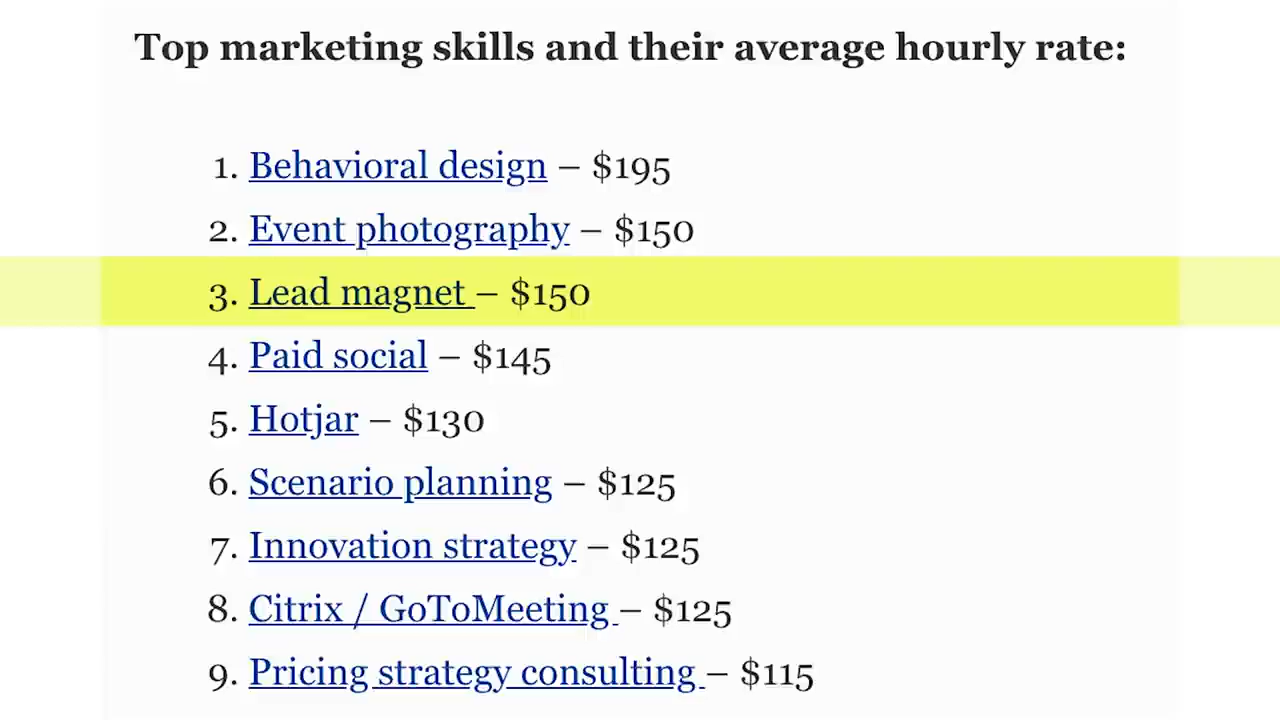 Top marketing skills and their average hourly rate:
1. Behavioral design – $195
2. Event photography – $150
3. Lead magnet – $150
4. Paid social – $145
5. Hotjar – $130
6. Scenario planning – $125
7. Innovation strategy – $125
8. Citrix / GoToMeeting – $125
9. Pricing strategy consulting – $115